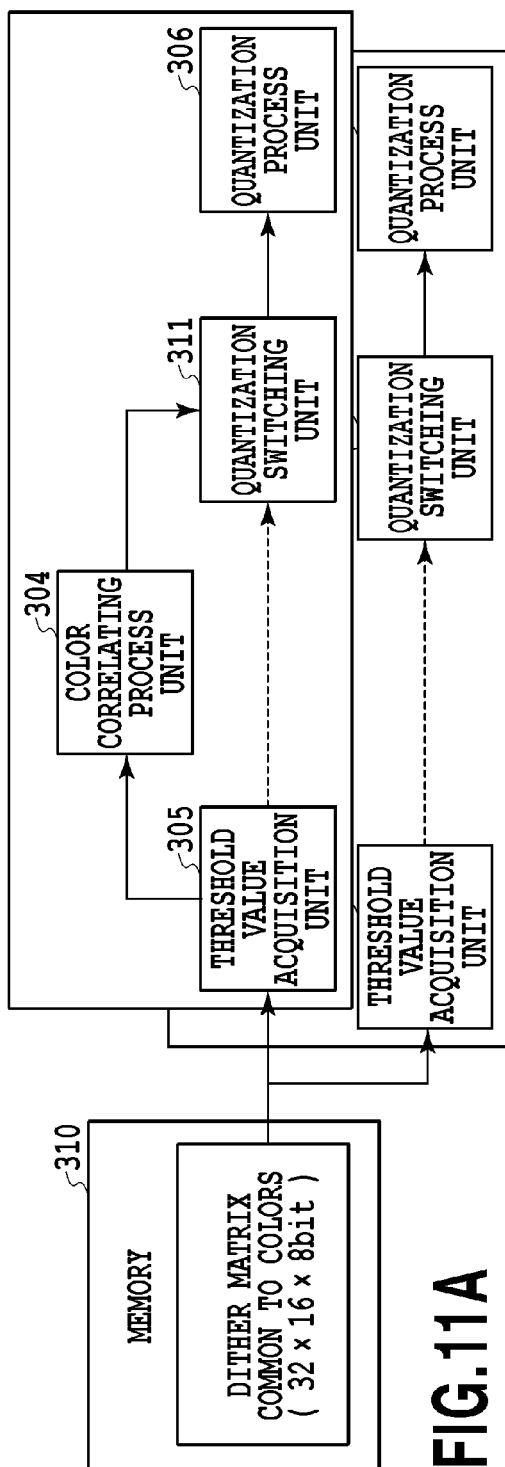 310
MEMORY
DITHER MATRIX
COMMON TO COLORS
( 32 × 16 × 8bit )
305
THRESHOLD
VALUE
ACQUISITION
UNIT
304
COLOR
CORRELATING
PROCESS
UNIT
311
QUANTIZATION
SWITCHING
UNIT
306
QUANTIZATION
PROCESS
UNIT
THRESHOLD
VALUE
ACQUISITION
UNIT
QUANTIZATION
SWITCHING
UNIT
QUANTIZATION
PROCESS
UNIT
FIG.11A